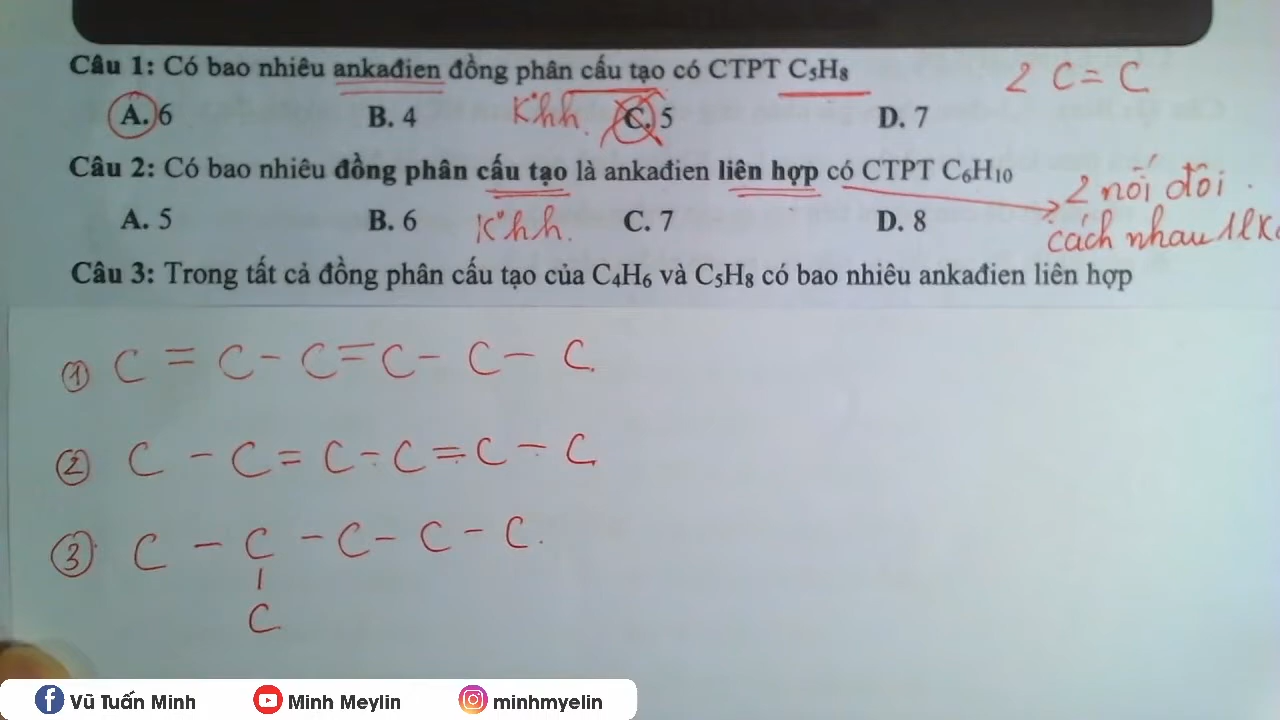 Câu 1: Có bao nhiêu ankađien đồng phân cấu tạo có CTPT C₅H₈
2 C = C
A. 6 B. 4 K°hh. C. 5 D. 7
Câu 2: Có bao nhiêu đồng phân cấu tạo là ankađien liên hợp có CTPT C₆H₁₀
2 nối đôi.
A. 5 B. 6 K°hh. C. 7 D. 8
cách nhau 1lk
Câu 3: Trong tất cả đồng phân cấu tạo của C₄H₆ và C₅H₈ có bao nhiêu ankađien liên hợp
① C = C - C = C - C - C
② C - C = C - C = C - C
③ C - C - C - C - C
|
C
Vũ Tuấn Minh Minh Meylin minhmyelin